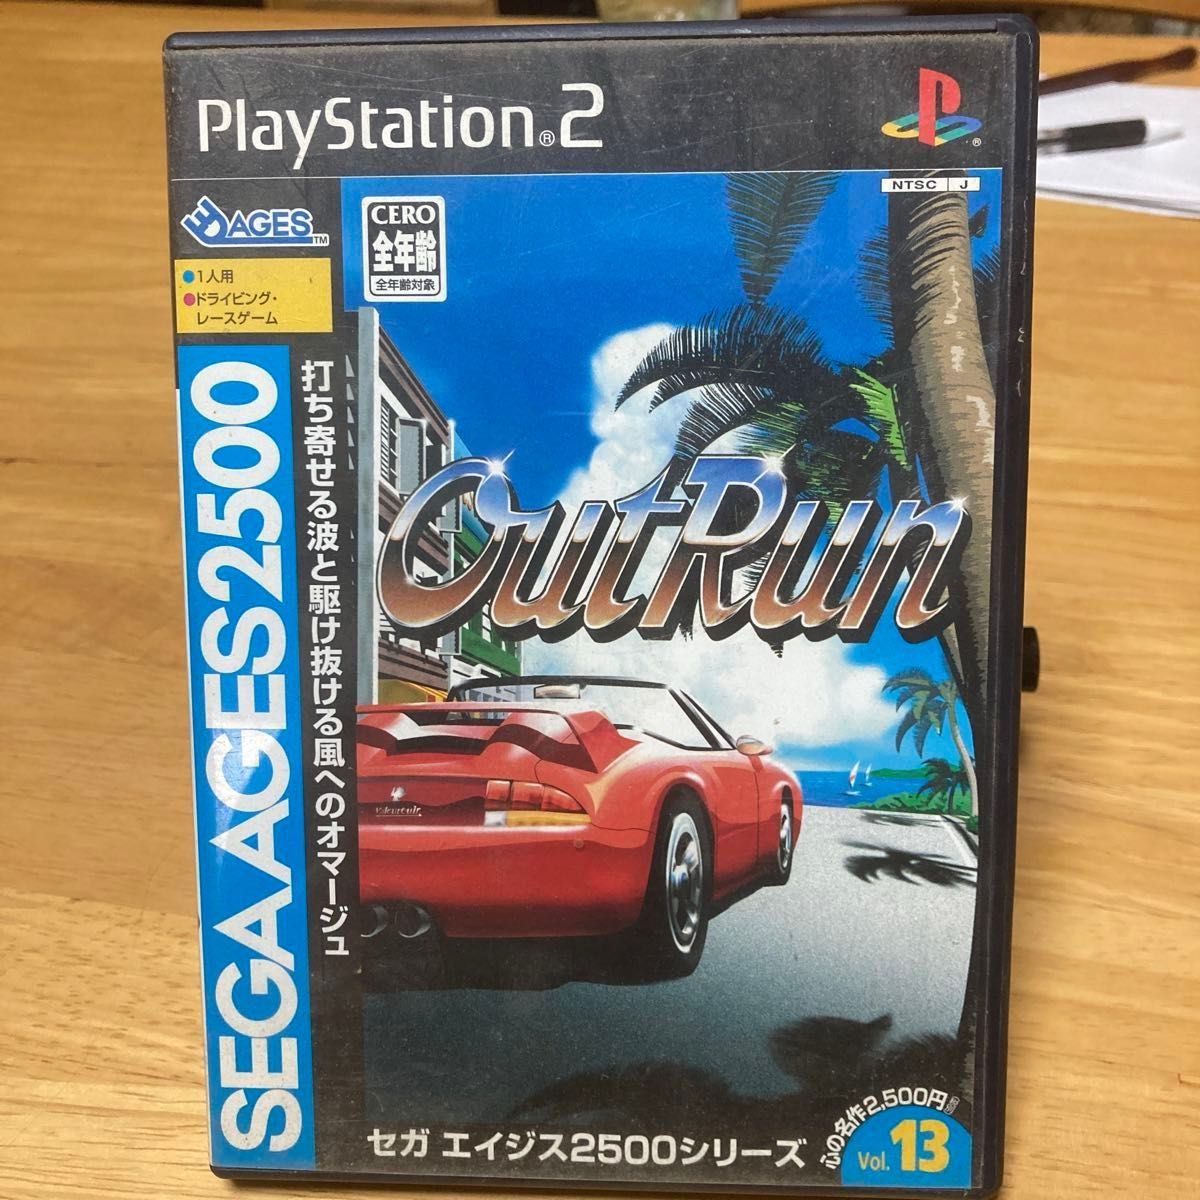 PlayStation®2
NTSC J
AGES™
CERO
全年齢
全年齢対象
●1人用
●ドライビング・
レースゲーム
SEGA AGES 2500
打ち寄せる波と駆け抜ける風へのオマージュ
OutRun
セガ エイジス2500シリーズ
心の名作2,500円
Vol. 13